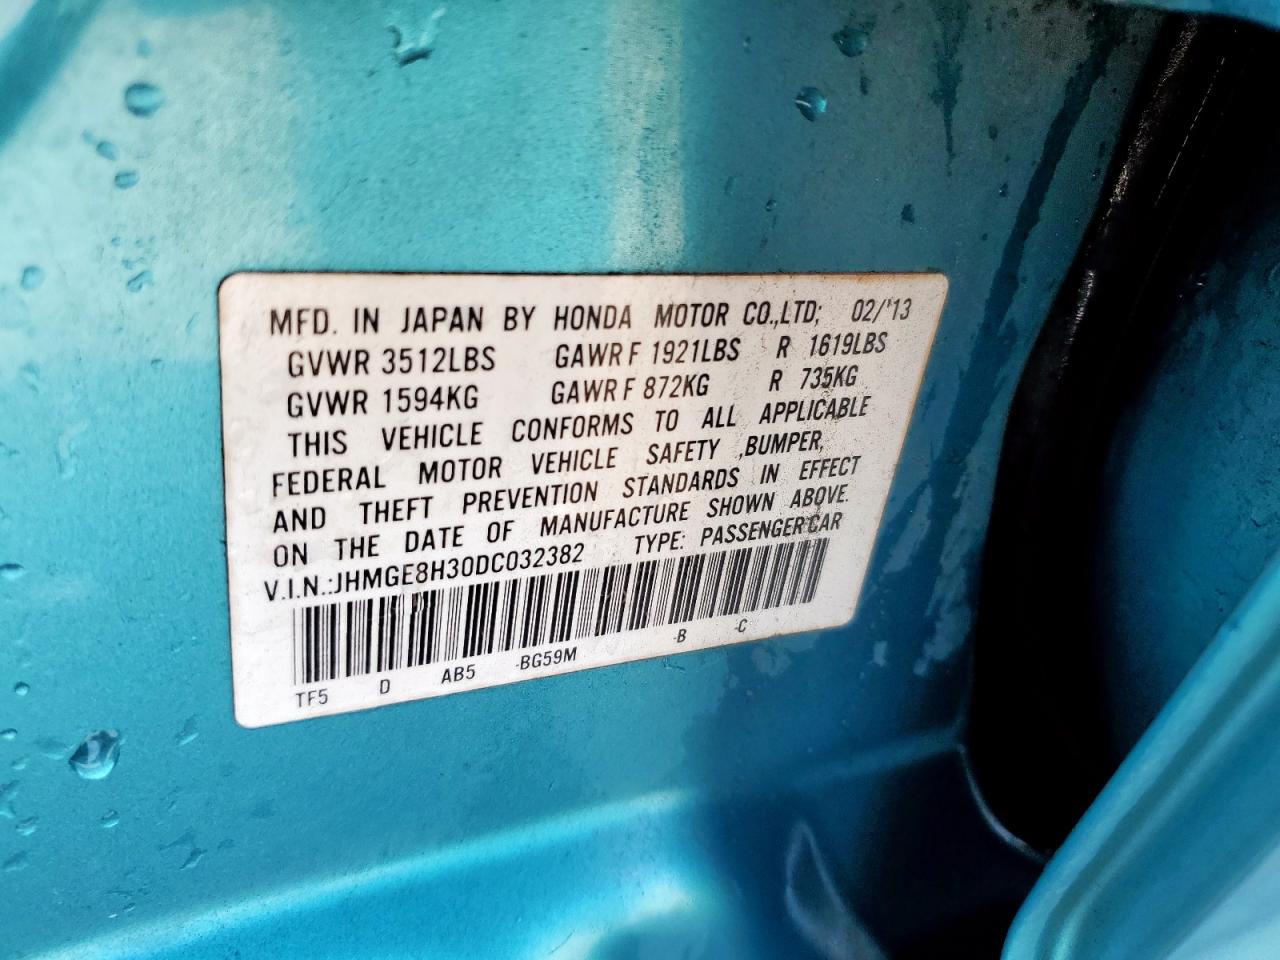 MFD. IN JAPAN BY HONDA MOTOR CO.,LTD; 02/'13
GVWR 3512LBS GAWR F 1921LBS R 1619LBS
GVWR 1594KG GAWR F 872KG R 735KG
THIS VEHICLE CONFORMS TO ALL APPLICABLE
FEDERAL MOTOR VEHICLE SAFETY ,BUMPER,
AND THEFT PREVENTION STANDARDS IN EFFECT
ON THE DATE OF MANUFACTURE SHOWN ABOVE.
V.I.N.:JHMGE8H30DC032382 TYPE: PASSENGER CAR
TF5 D AB5 -BG59M -B -C